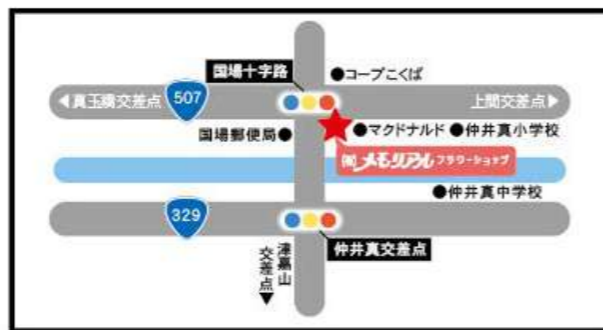 国場十字路
●コープこくば
◀真玉橋交差点
507
上間交差点▶
国場郵便局●
●マクドナルド ●仲井真小学校
㈲メモリアルフラワーショップ
●仲井真中学校
329
仲井真交差点
津嘉山
交差点▼